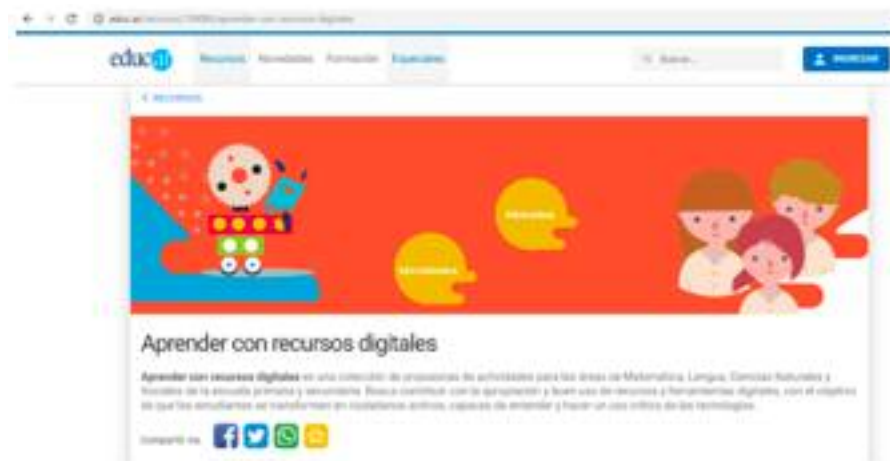 educ.ar
Recursos Novedades Formación Especiales
Buscar...
INGRESAR
< RECURSOS
PRIMARIA
SECUNDARIA
Aprender con recursos digitales
Aprender con recursos digitales es una colección de propuestas de actividades para las áreas de Matemática, Lengua, Ciencias Naturales y
Sociales de la escuela primaria y secundaria. Busca contribuir con la apropiación y buen uso de recursos y herramientas digitales, con el objetivo
de que los estudiantes se transformen en ciudadanos activos, capaces de entender y hacer un uso crítico de las tecnologías.
Compartir via